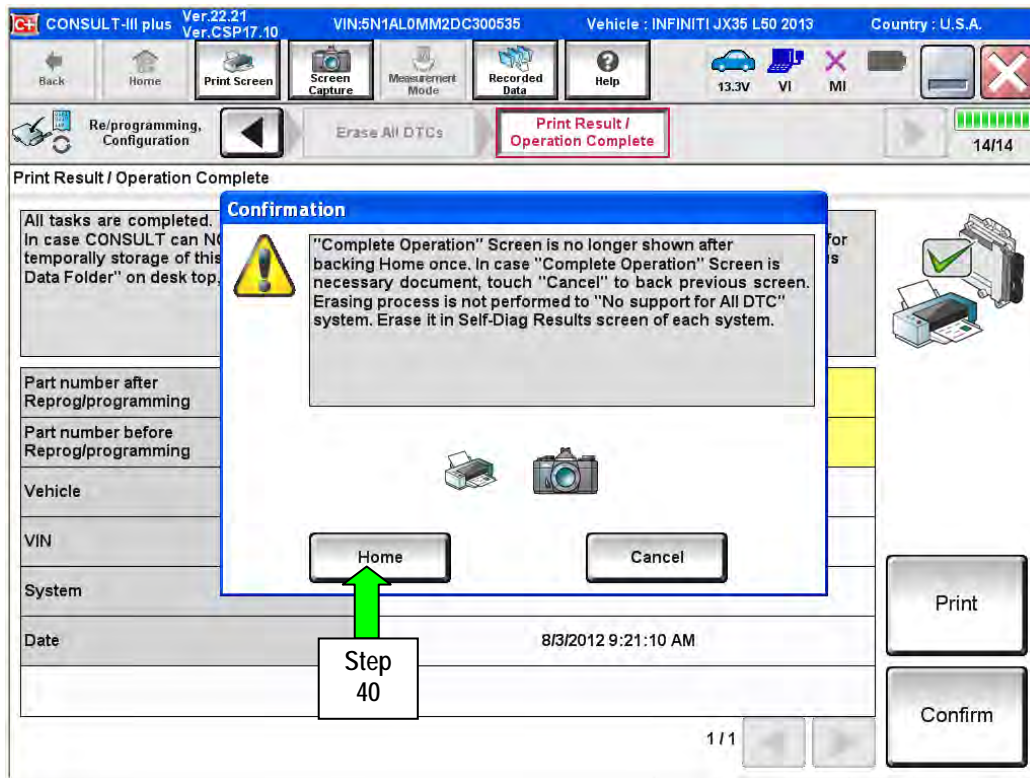 CONSULT-III plus Ver.22.21
Ver.CSP17.10
VIN:5N1AL0MM2DC300535
Vehicle : INFINITI JX35 L50 2013
Country : U.S.A.
Back
Home
Print Screen
Screen
Capture
Measurement
Mode
Recorded
Data
Help
13.3V
VI
MI
Re/programming,
Configuration
Erase All DTCs
Print Result /
Operation Complete
14/14
Print Result / Operation Complete
All tasks are completed.
In case CONSULT can NO for
temporally storage of this s
Data Folder" on desk top,
Confirmation
"Complete Operation" Screen is no longer shown after
backing Home once. In case "Complete Operation" Screen is
necessary document, touch "Cancel" to back previous screen.
Erasing process is not performed to "No support for All DTC"
system. Erase it in Self-Diag Results screen of each system.
Part number after
Reprog/programming
Part number before
Reprog/programming
Vehicle
VIN
Home
Cancel
System
Date
8/3/2012 9:21:10 AM
Step
40
Print
Confirm
1/1